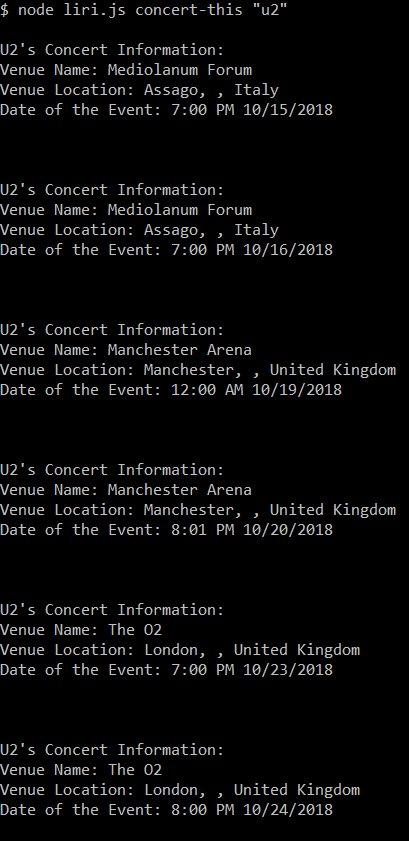 $ node liri.js concert-this "u2"
U2's Concert Information:
Venue Name: Mediolanum Forum
Venue Location: Assago, , Italy
Date of the Event: 7:00 PM 10/15/2018
U2's Concert Information:
Venue Name: Mediolanum Forum
Venue Location: Assago, , Italy
Date of the Event: 7:00 PM 10/16/2018
U2's Concert Information:
Venue Name: Manchester Arena
Venue Location: Manchester, , United Kingdom
Date of the Event: 12:00 AM 10/19/2018
U2's Concert Information:
Venue Name: Manchester Arena
Venue Location: Manchester, , United Kingdom
Date of the Event: 8:01 PM 10/20/2018
U2's Concert Information:
Venue Name: The O2
Venue Location: London, , United Kingdom
Date of the Event: 7:00 PM 10/23/2018
U2's Concert Information:
Venue Name: The O2
Venue Location: London, , United Kingdom
Date of the Event: 8:00 PM 10/24/2018